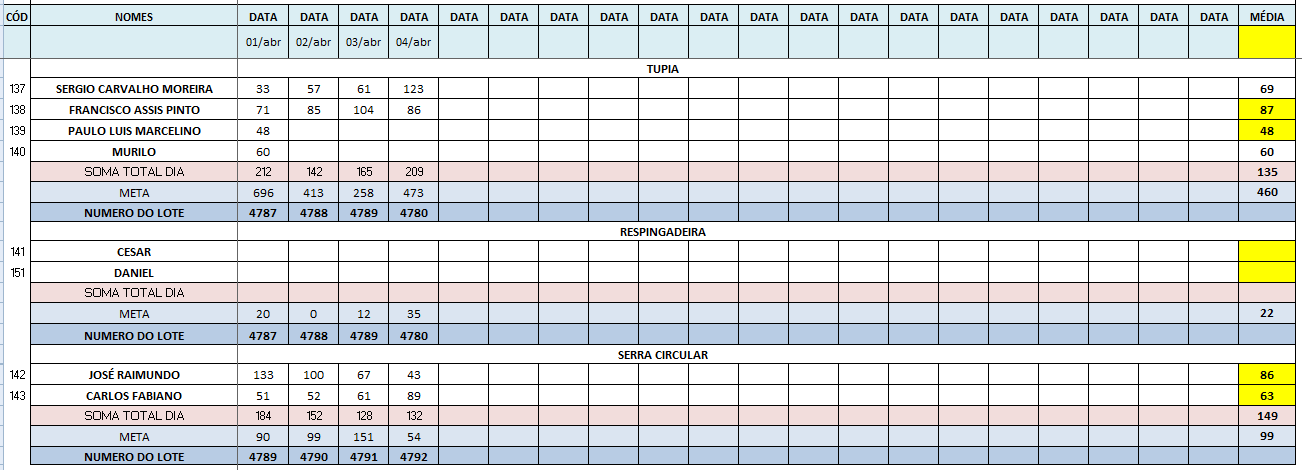 CÓD NOMES DATA DATA DATA DATA DATA DATA DATA DATA DATA DATA DATA DATA DATA DATA DATA DATA DATA DATA DATA DATA MÉDIA
01/abr 02/abr 03/abr 04/abr
TUPIA
137 SERGIO CARVALHO MOREIRA 33 57 61 123 69
138 FRANCISCO ASSIS PINTO 71 85 104 86 87
139 PAULO LUIS MARCELINO 48 48
140 MURILO 60 60
SOMA TOTAL DIA 212 142 165 209 135
META 696 413 258 473 460
NUMERO DO LOTE 4787 4788 4789 4780
RESPINGADEIRA
141 CESAR
151 DANIEL
SOMA TOTAL DIA
META 20 0 12 35 22
NUMERO DO LOTE 4787 4788 4789 4780
SERRA CIRCULAR
142 JOSÉ RAIMUNDO 133 100 67 43 86
143 CARLOS FABIANO 51 52 61 89 63
SOMA TOTAL DIA 184 152 128 132 149
META 90 99 151 54 99
NUMERO DO LOTE 4789 4790 4791 4792